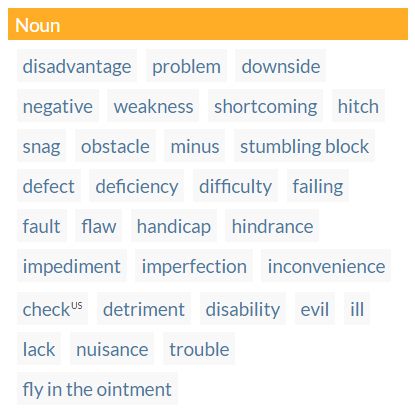 Noun
disadvantage problem downside
negative weakness shortcoming hitch
snag obstacle minus stumbling block
defect deficiency difficulty failing
fault flaw handicap hindrance
impediment imperfection inconvenience
check US detriment disability evil ill
lack nuisance trouble
fly in the ointment